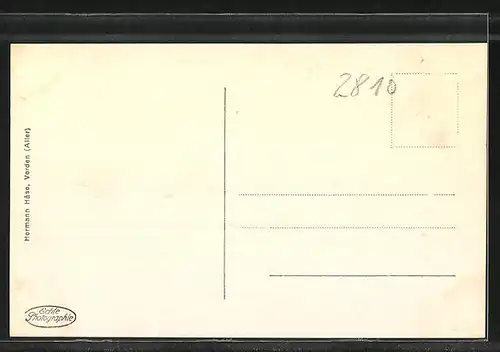 2810
Hermann Häse, Verden (Aller)
Echte
Photographie